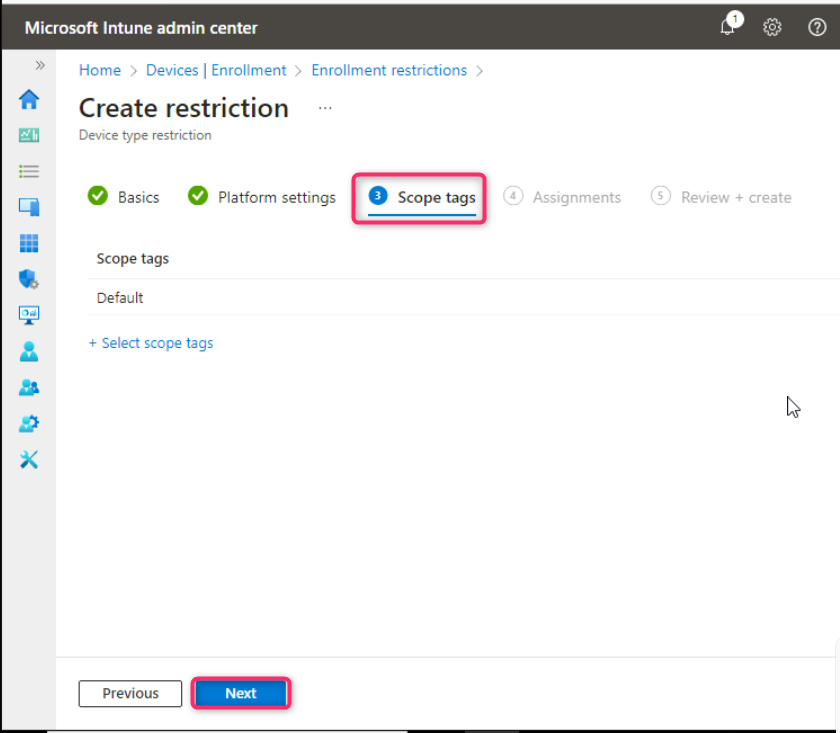 Microsoft Intune admin center
1
Home > Devices | Enrollment > Enrollment restrictions >
Create restriction ...
Device type restriction
Basics Platform settings 3 Scope tags 4 Assignments 5 Review + create
Scope tags
Default
+ Select scope tags
Previous Next